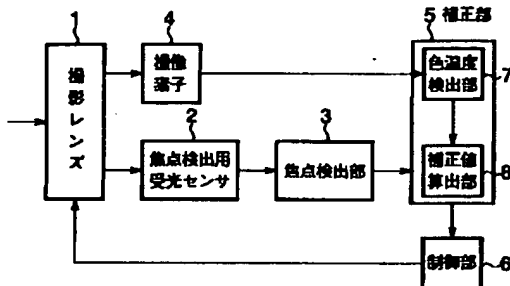 1
撮
影
レ
ン
ズ
4
撮像
素子
2
焦点検出用
受光センサ
3
焦点検出部
5 補正部
色温度
検出部
7
補正値
算出部
8
制御部
6